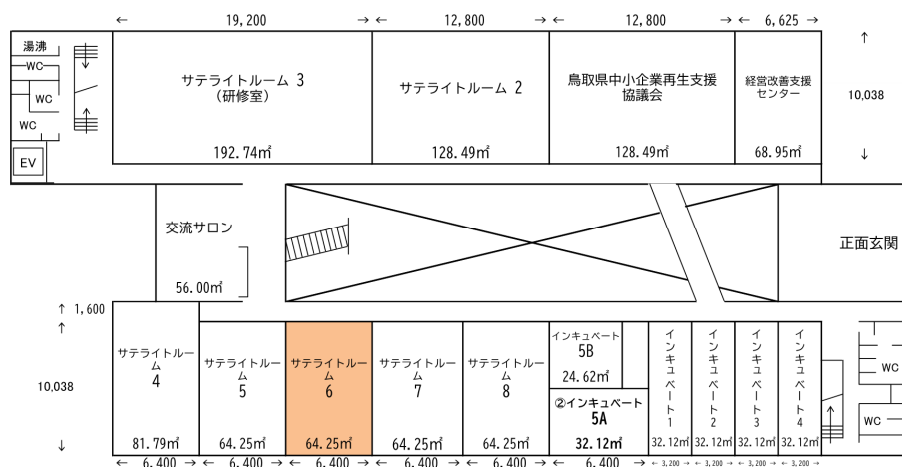 19,200
12,800
12,800
6,625
湯沸
WC
WC
WC
EV
サテライトルーム 3
(研修室)
192.74㎡
サテライトルーム 2
128.49㎡
鳥取県中小企業再生支援
協議会
128.49㎡
経営改善支援
センター
68.95㎡
10,038
交流サロン
56.00㎡
正面玄関
1,600
10,038
サテライトルー
ム
4
81.79㎡
サテライトルー
ム
5
64.25㎡
サテライトルー
ム
6
64.25㎡
サテライトルー
ム
7
64.25㎡
サテライトルー
ム
8
64.25㎡
インキュベート
5B
24.62㎡
②インキュベート
5A
32.12㎡
インキュベート1
32.12㎡
インキュベート2
32.12㎡
インキュベート3
32.12㎡
インキュベート4
32.12㎡
WC
WC
6,400
6,400
6,400
6,400
6,400
6,400
3,200
3,200
3,200
3,200